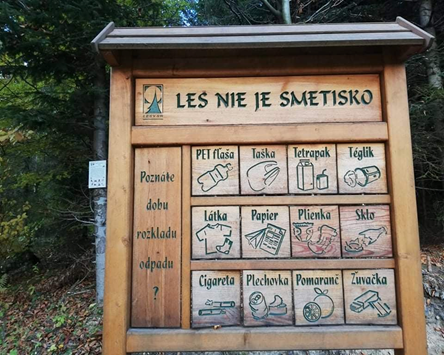 LES NIE JE SMETISKO
Poznáte
dobu
rozkladu
odpadu
?
PET fľaša
Taška
Tetrapak
Téglik
Látka
Papier
Plienka
Sklo
Cigareta
Plechovka
Pomaranč
Žuvačka